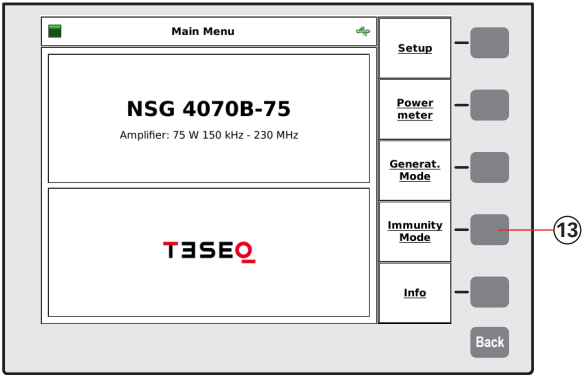 Main Menu
Setup
NSG 4070B-75
Amplifier: 75 W 150 kHz - 230 MHz
Power
meter
Generat.
Mode
Immunity
Mode
13
TESEQ
Info
Back